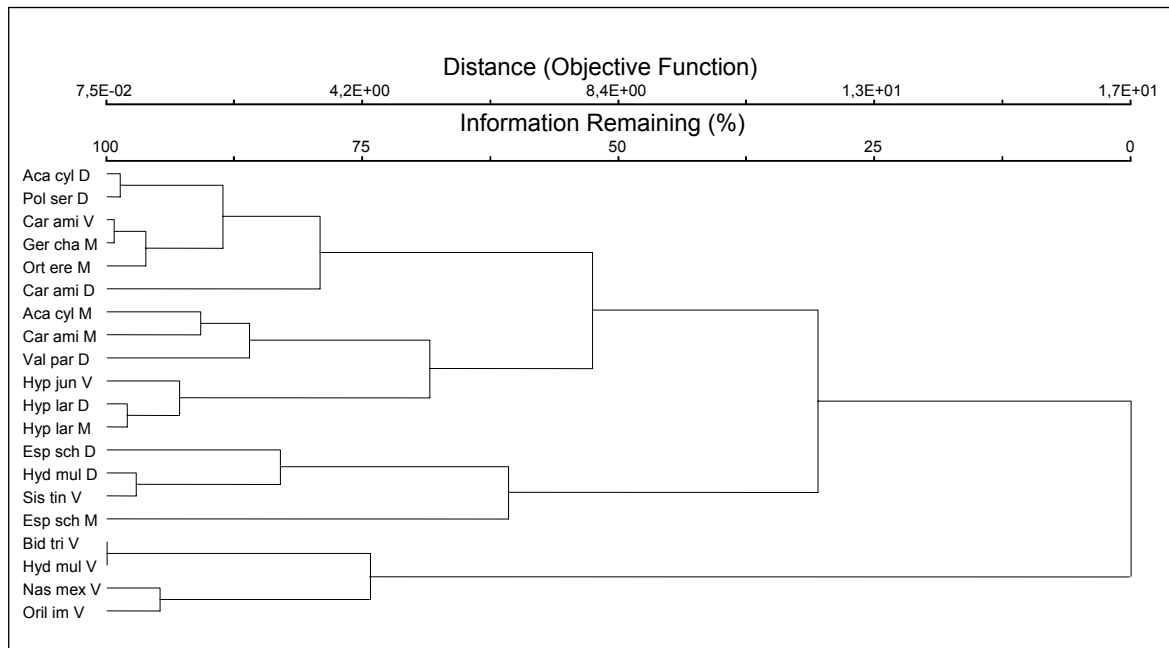 Distance (Objective Function)
7,5E-02 4,2E+00 8,4E+00 1,3E+01 1,7E+01
Information Remaining (%)
100 75 50 25 0
Aca cyl D
Pol ser D
Car ami V
Ger cha M
Ort ere M
Car ami D
Aca cyl M
Car ami M
Val par D
Hyp jun V
Hyp lar D
Hyp lar M
Esp sch D
Hyd mul D
Sis tin V
Esp sch M
Bid tri V
Hyd mul V
Nas mex V
Oril im V